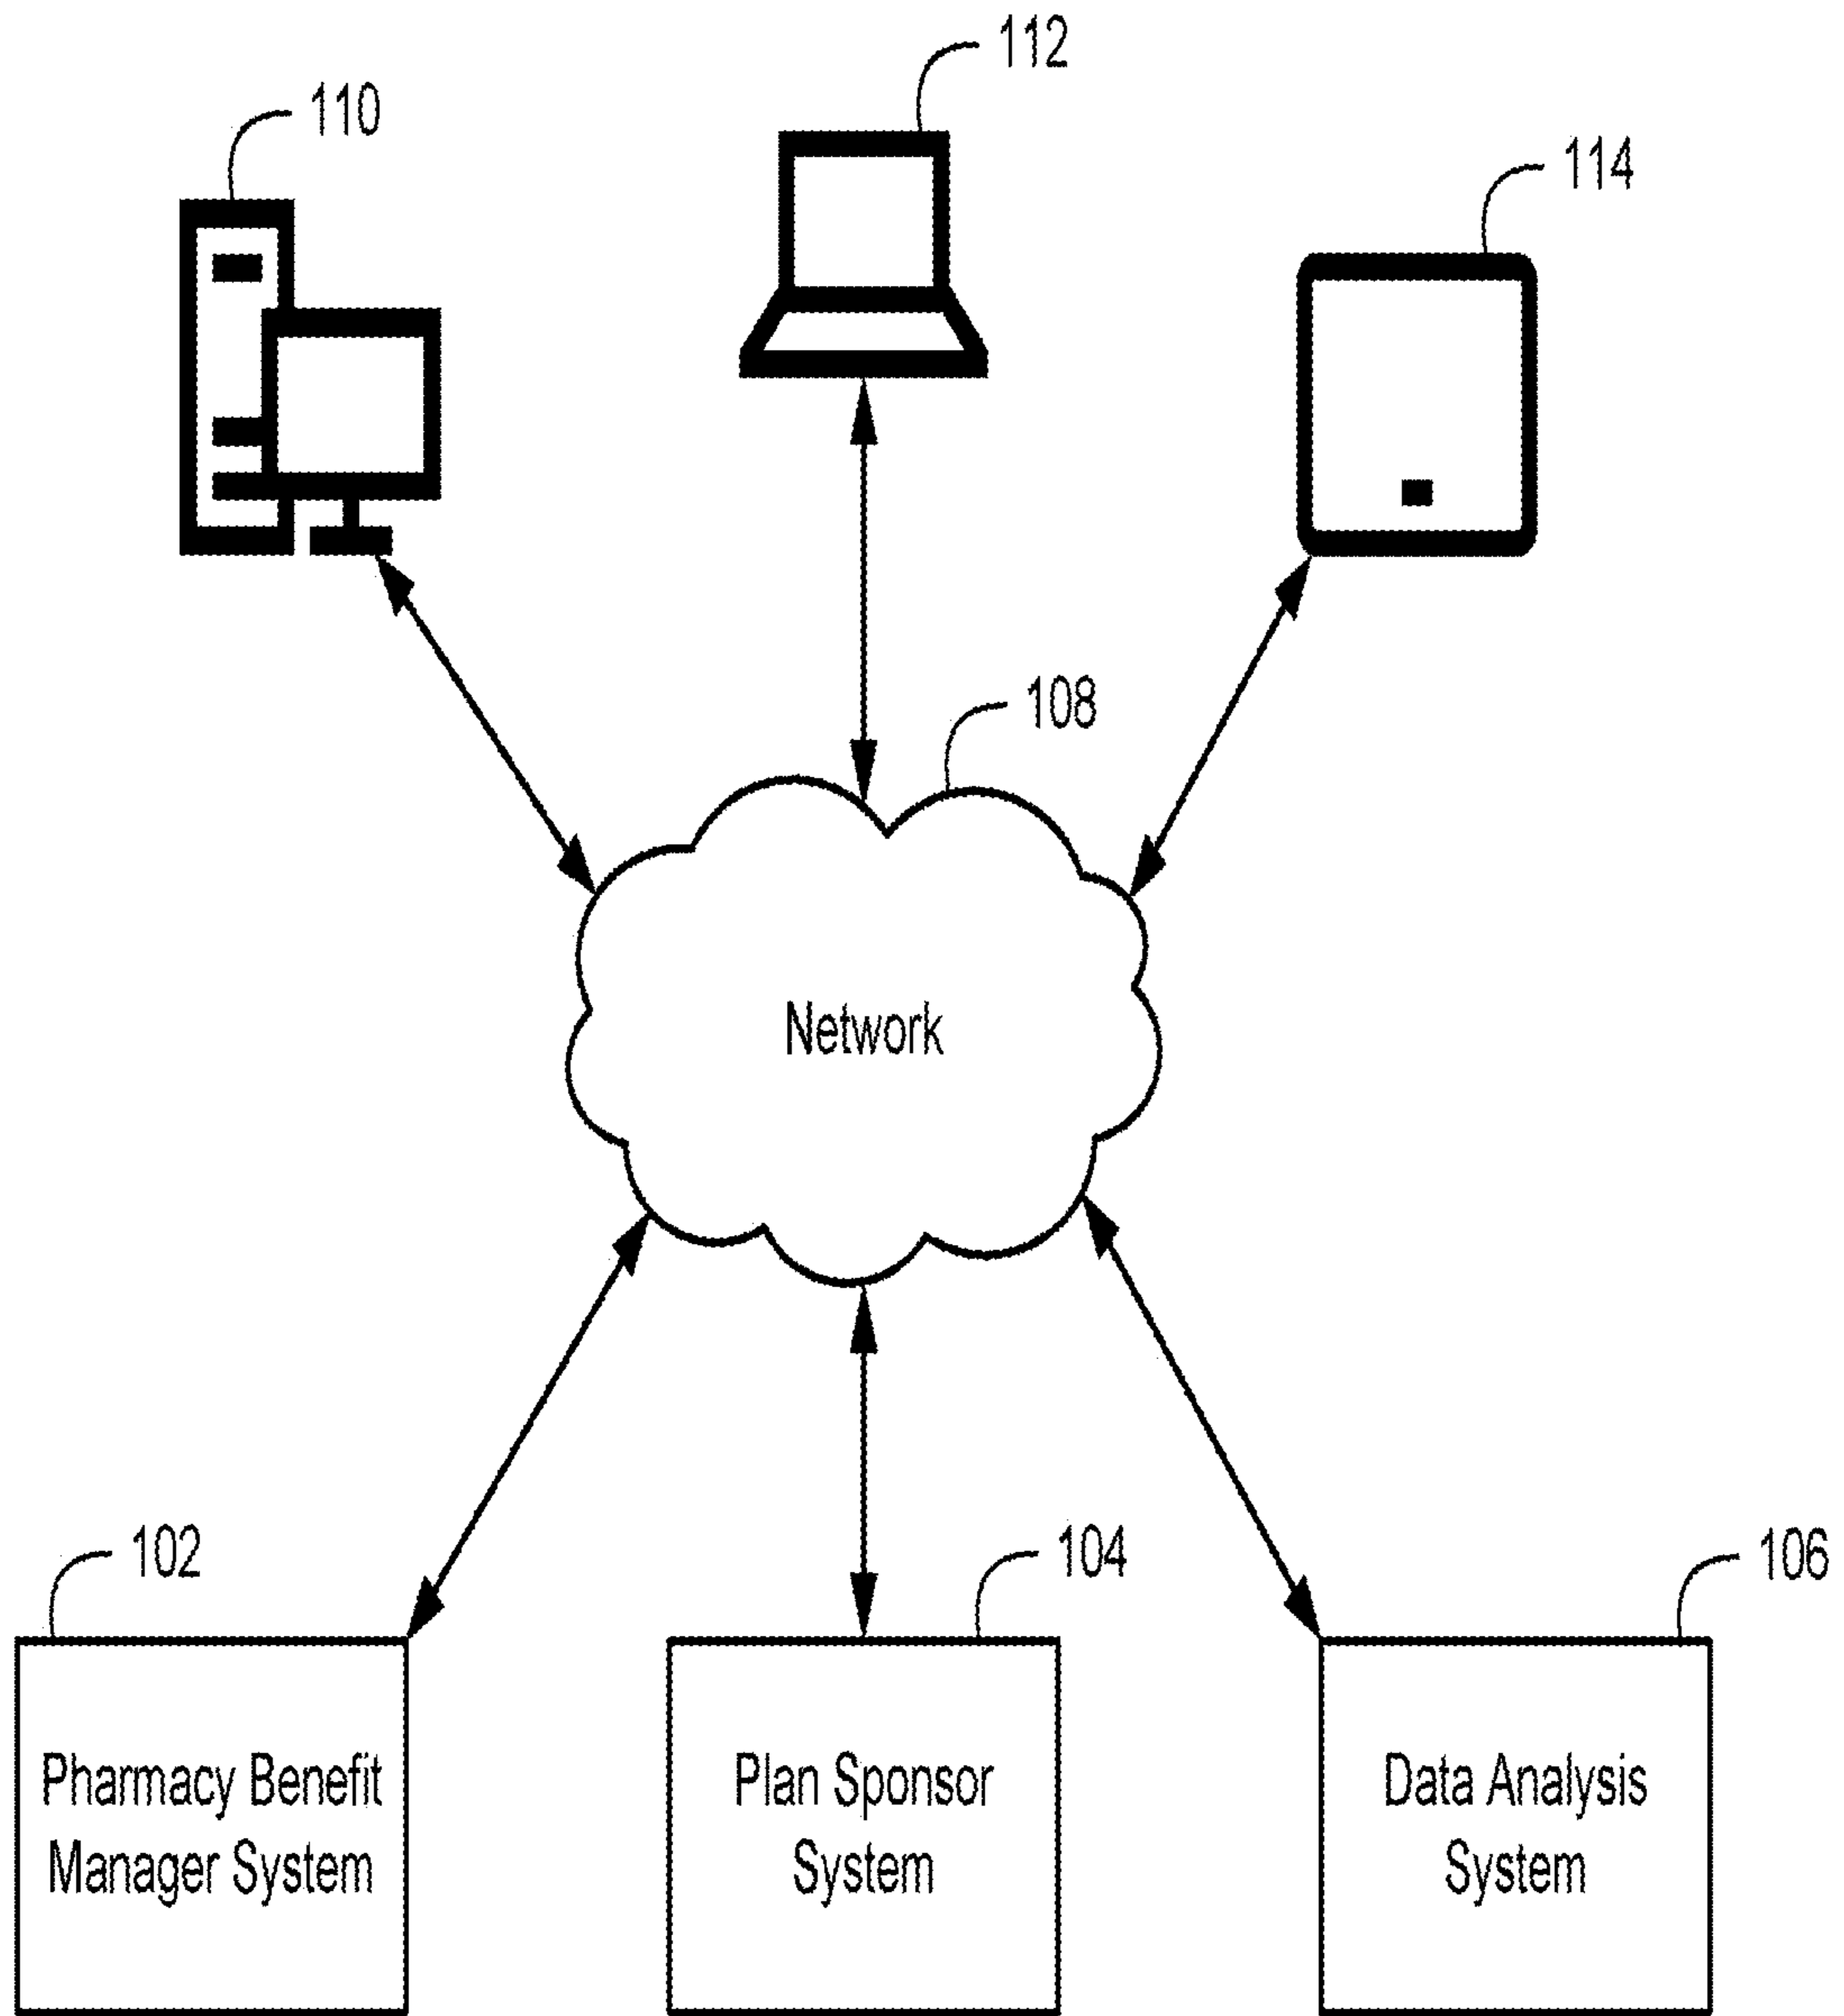 112
110
114
108
Network
102
104
106
Pharmacy Benefit
Manager System
Plan Sponsor
System
Data Analysis
System